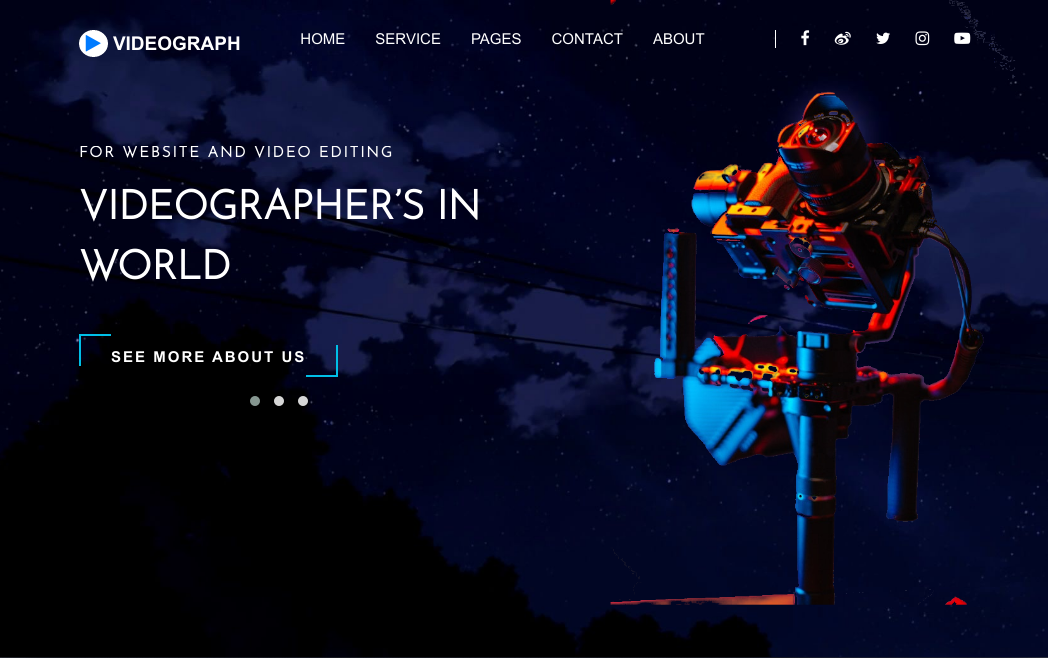 VIDEOGRAPH
HOME SERVICE PAGES CONTACT ABOUT
FOR WEBSITE AND VIDEO EDITING
VIDEOGRAPHER’S IN
WORLD
SEE MORE ABOUT US